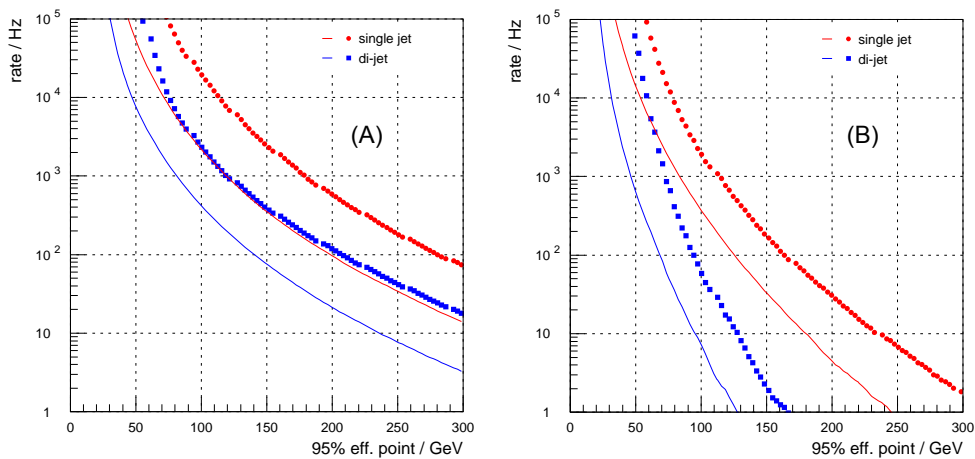 rate / Hz
10^5
10^4
10^3
10^2
10
1
single jet
di-jet
(A)
0 50 100 150 200 250 300
95% eff. point / GeV
rate / Hz
10^5
10^4
10^3
10^2
10
1
single jet
di-jet
(B)
0 50 100 150 200 250 300
95% eff. point / GeV